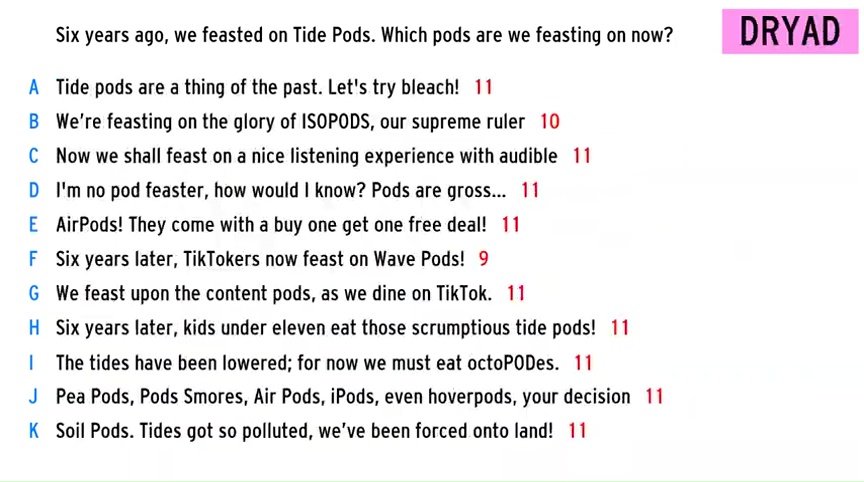 Six years ago, we feasted on Tide Pods. Which pods are we feasting on now?
DRYAD
A Tide pods are a thing of the past. Let's try bleach! 11
B We're feasting on the glory of ISOPODS, our supreme ruler 10
C Now we shall feast on a nice listening experience with audible 11
D I'm no pod feaster, how would I know? Pods are gross... 11
E AirPods! They come with a buy one get one free deal! 11
F Six years later, TikTokers now feast on Wave Pods! 9
G We feast upon the content pods, as we dine on TikTok. 11
H Six years later, kids under eleven eat those scrumptious tide pods! 11
I The tides have been lowered; for now we must eat octoPODes. 11
J Pea Pods, Pods Smores, Air Pods, iPods, even hoverpods, your decision 11
K Soil Pods. Tides got so polluted, we've been forced onto land! 11